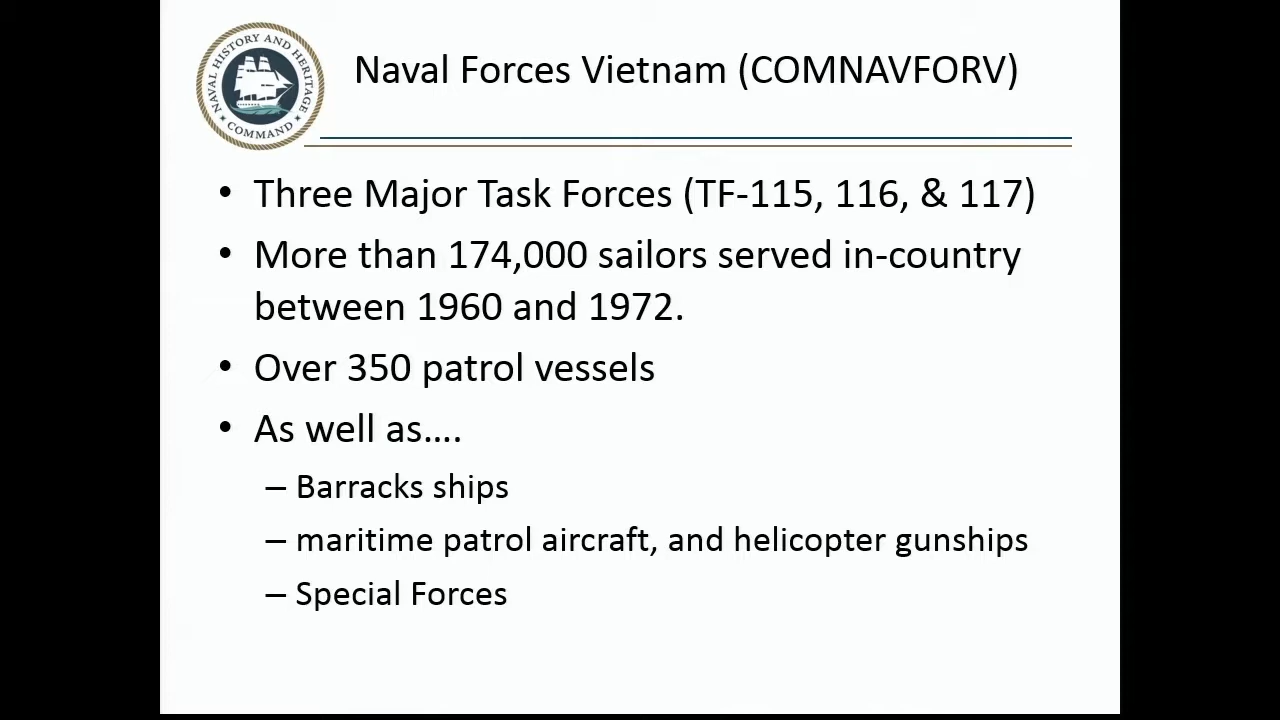 NAVAL HISTORY AND HERITAGE
★ COMMAND ★
Naval Forces Vietnam (COMNAVFORV)
• Three Major Task Forces (TF-115, 116, & 117)
• More than 174,000 sailors served in-country
between 1960 and 1972.
• Over 350 patrol vessels
• As well as….
– Barracks ships
– maritime patrol aircraft, and helicopter gunships
– Special Forces